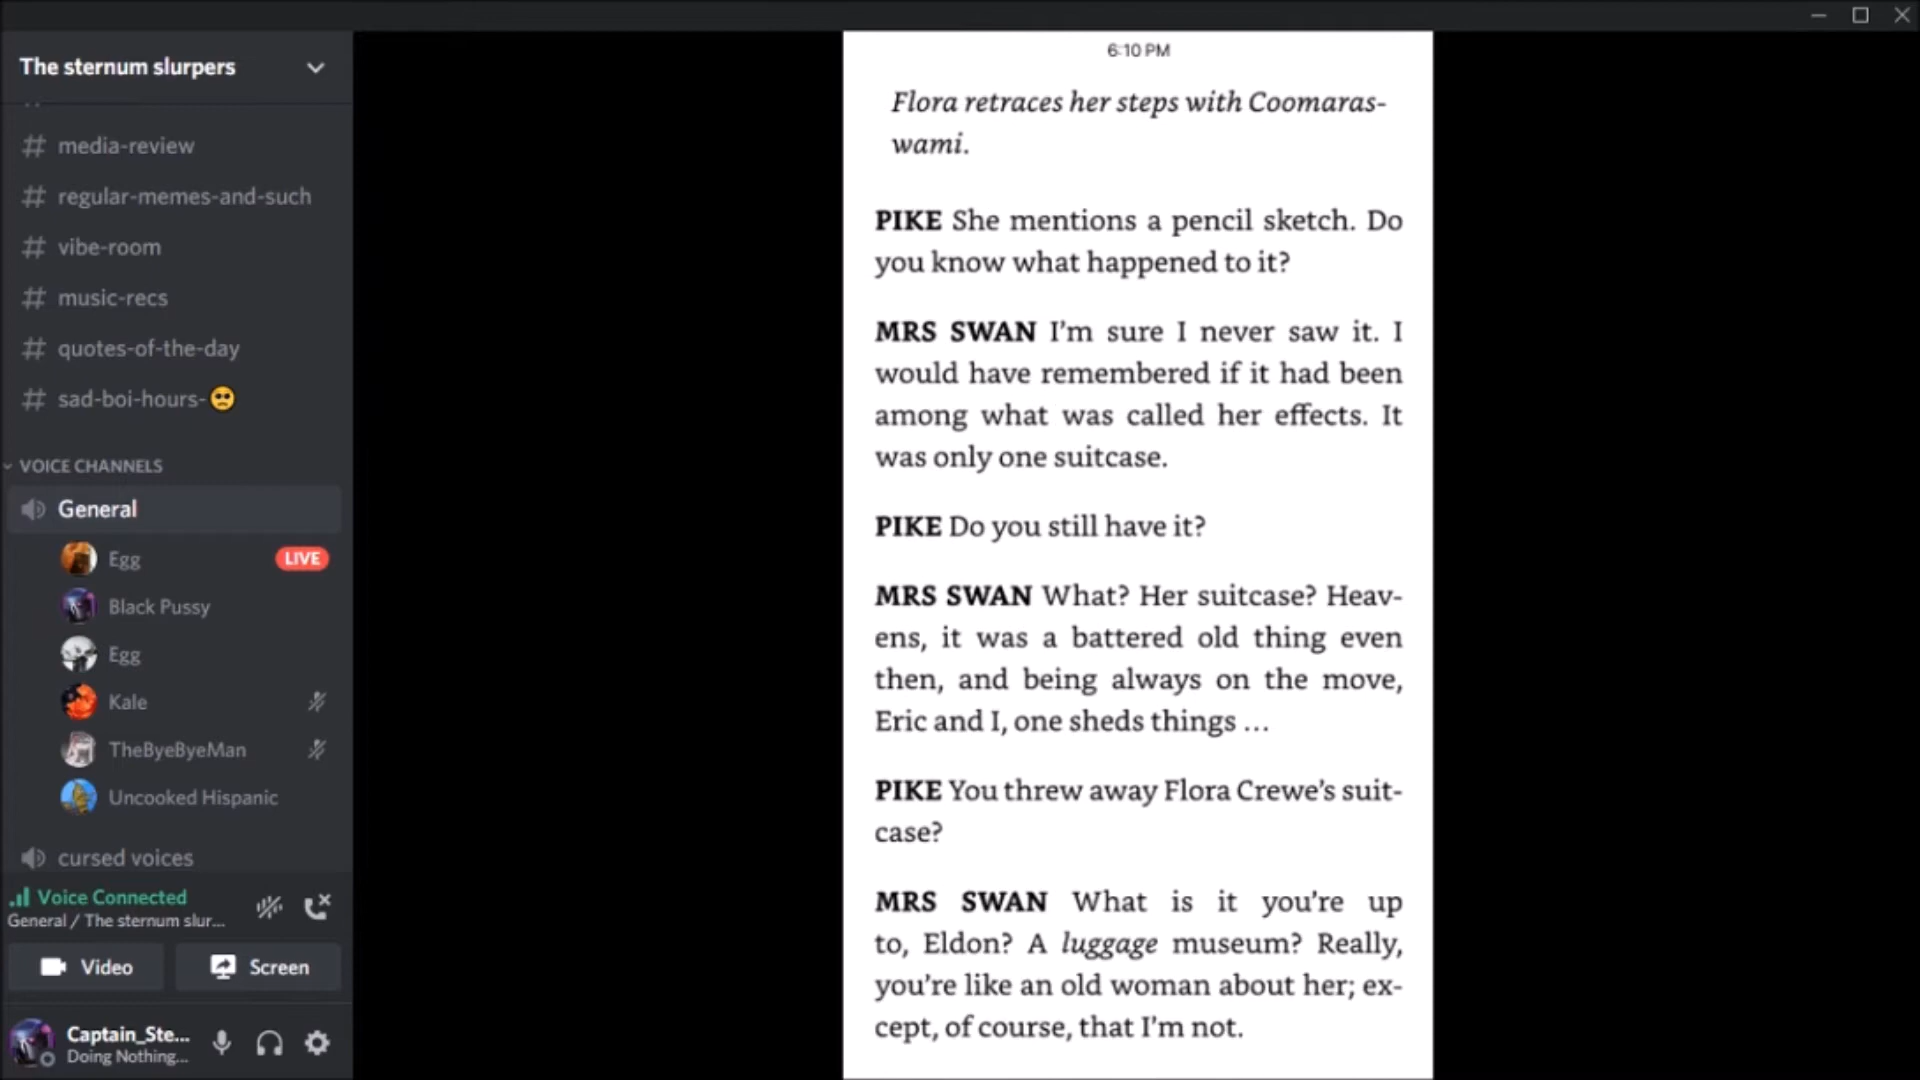 The sternum slurpers
media-review
regular-memes-and-such
vibe-room
music-recs
quotes-of-the-day
sad-boi-hours-🥺
VOICE CHANNELS
General
Egg LIVE
Black Pussy
Egg
Kale
TheByeByeMan
Uncooked Hispanic
cursed voices
Voice Connected
General / The sternum slur...
Video Screen
Captain_Ste...
Doing Nothing...
6:10 PM
Flora retraces her steps with Coomaras-
wami.
PIKE She mentions a pencil sketch. Do
you know what happened to it?
MRS SWAN I’m sure I never saw it. I
would have remembered if it had been
among what was called her effects. It
was only one suitcase.
PIKE Do you still have it?
MRS SWAN What? Her suitcase? Heav-
ens, it was a battered old thing even
then, and being always on the move,
Eric and I, one sheds things …
PIKE You threw away Flora Crewe’s suit-
case?
MRS SWAN What is it you’re up
to, Eldon? A luggage museum? Really,
you’re like an old woman about her; ex-
cept, of course, that I’m not.